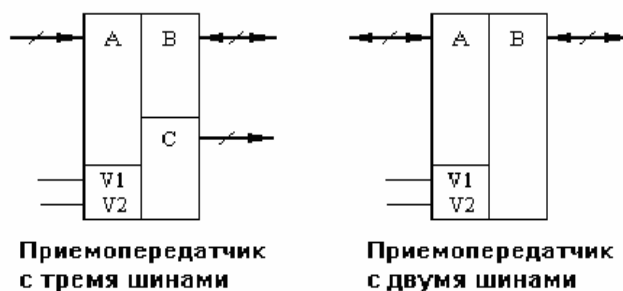 A B
C
V1
V2
Приемопередатчик
с тремя шинами
A B
V1
V2
Приемопередатчик
с двумя шинами